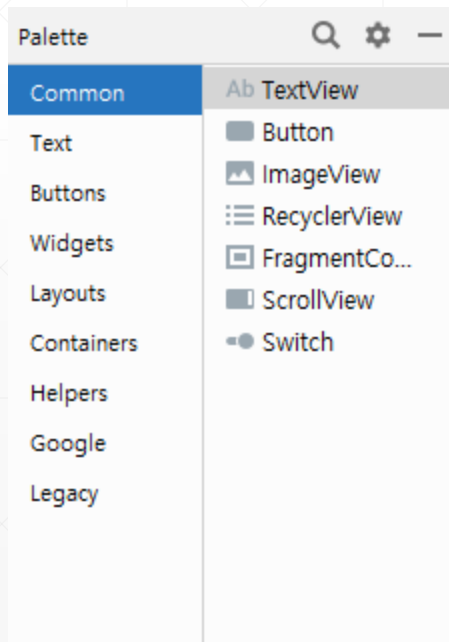 Palette
Common
Text
Buttons
Widgets
Layouts
Containers
Helpers
Google
Legacy
Ab TextView
Button
ImageView
RecyclerView
FragmentCo...
ScrollView
Switch